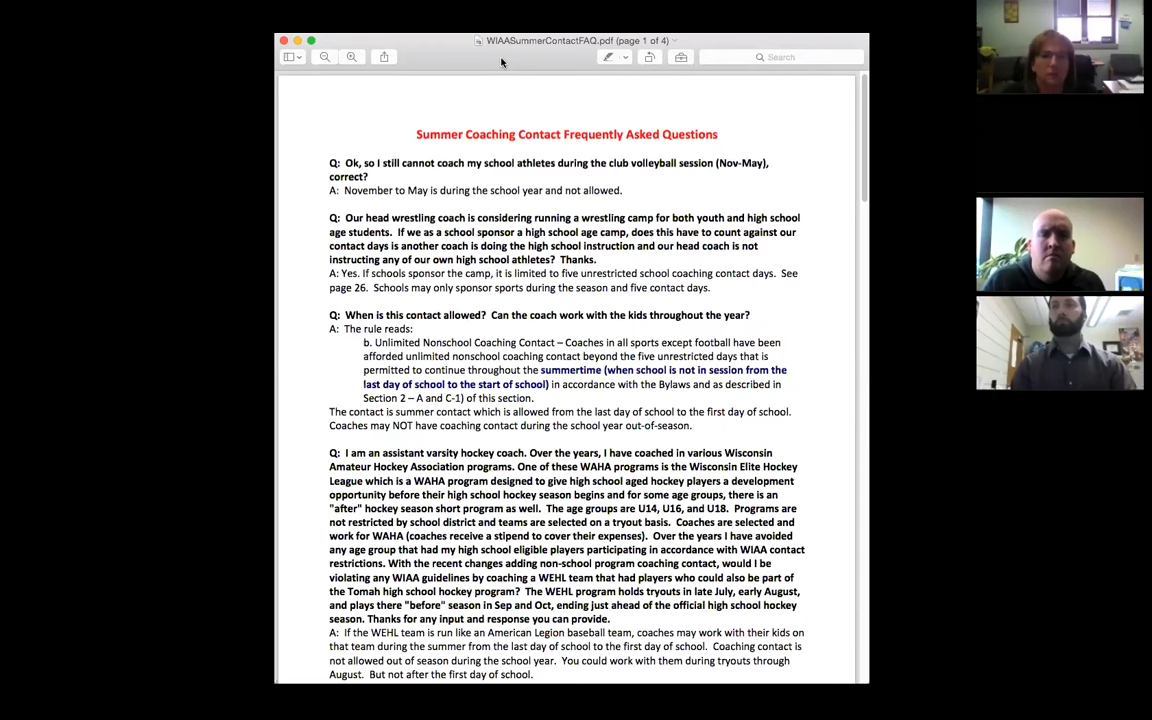 WIAASummerContactFAQ.pdf (page 1 of 4)
Search
Summer Coaching Contact Frequently Asked Questions
Q: Ok, so I still cannot coach my school athletes during the club volleyball session (Nov-May),
correct?
A: November to May is during the school year and not allowed.
Q: Our head wrestling coach is considering running a wrestling camp for both youth and high school
age students. If we as a school sponsor a high school age camp, does this have to count against our
contact days is another coach is doing the high school instruction and our head coach is not
instructing any of our own high school athletes? Thanks.
A: Yes. If schools sponsor the camp, it is limited to five unrestricted school coaching contact days. See
page 26. Schools may only sponsor sports during the season and five contact days.
Q: When is this contact allowed? Can the coach work with the kids throughout the year?
A: The rule reads:
b. Unlimited Nonschool Coaching Contact – Coaches in all sports except football have been
afforded unlimited nonschool coaching contact beyond the five unrestricted days that is
permitted to continue throughout the summertime (when school is not in session from the
last day of school to the start of school) in accordance with the Bylaws and as described in
Section 2 – A and C-1) of this section.
The contact is summer contact which is allowed from the last day of school to the first day of school.
Coaches may NOT have coaching contact during the school year out-of-season.
Q: I am an assistant varsity hockey coach. Over the years, I have coached in various Wisconsin
Amateur Hockey Association programs. One of these WAHA programs is the Wisconsin Elite Hockey
League which is a WAHA program designed to give high school aged hockey players a development
opportunity before their high school hockey season begins and for some age groups, there is an
"after" hockey season short program as well. The age groups are U14, U16, and U18. Programs are
not restricted by school district and teams are selected on a tryout basis. Coaches are selected and
work for WAHA (coaches receive a stipend to cover their expenses). Over the years I have avoided
any age group that had my high school eligible players participating in accordance with WIAA contact
restrictions. With the recent changes adding non-school program coaching contact, would I be
violating any WIAA guidelines by coaching a WEHL team that had players who could also be part of
the Tomah high school hockey program? The WEHL program holds tryouts in late July, early August,
and plays there "before" season in Sep and Oct, ending just ahead of the official high school hockey
season. Thanks for any input and response you can provide.
A: If the WEHL team is run like an American Legion baseball team, coaches may work with their kids on
that team during the summer from the last day of school to the first day of school. Coaching contact is
not allowed out of season during the school year. You could work with them during tryouts through
August. But not after the first day of school.